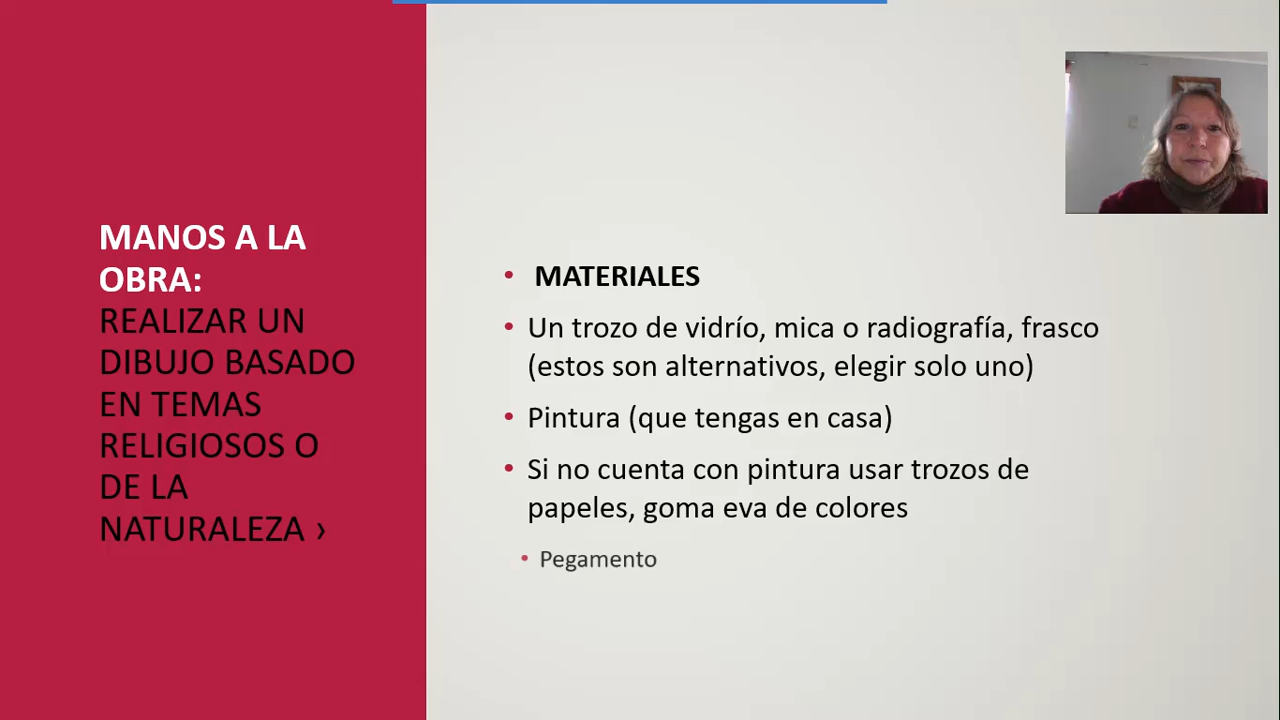 MANOS A LA
OBRA:
REALIZAR UN
DIBUJO BASADO
EN TEMAS
RELIGIOSOS O
DE LA
NATURALEZA ›
• MATERIALES
• Un trozo de vidrío, mica o radiografía, frasco
(estos son alternativos, elegir solo uno)
• Pintura (que tengas en casa)
• Si no cuenta con pintura usar trozos de
papeles, goma eva de colores
• Pegamento